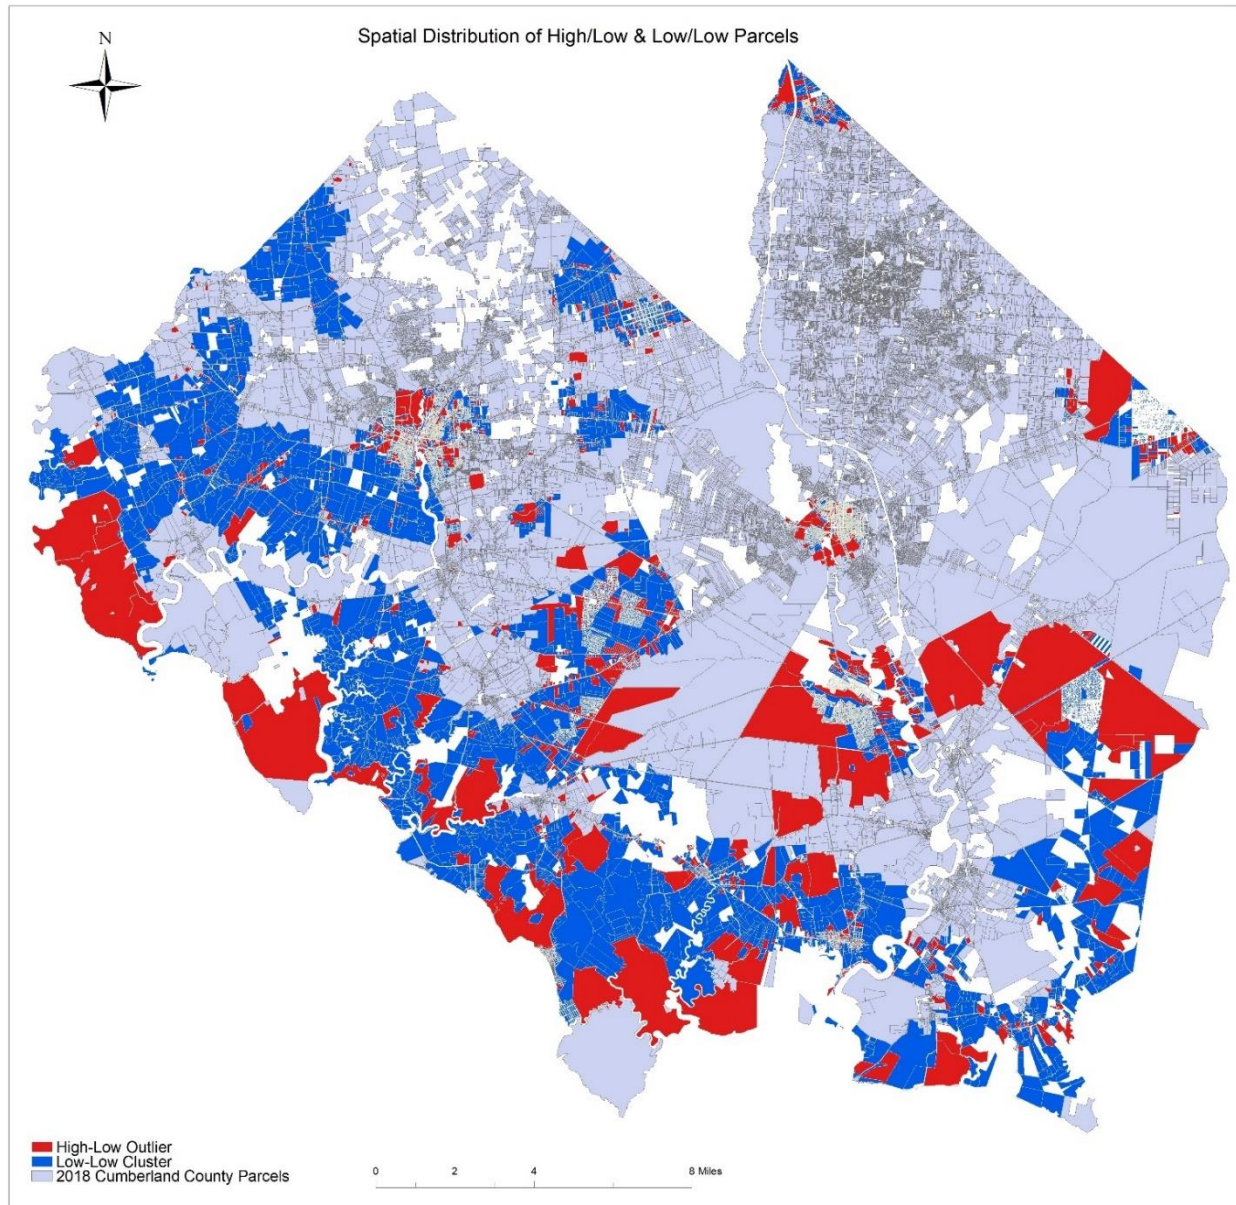 Spatial Distribution of High/Low & Low/Low Parcels
N
High-Low Outlier
Low-Low Cluster
2018 Cumberland County Parcels
0 2 4 8 Miles